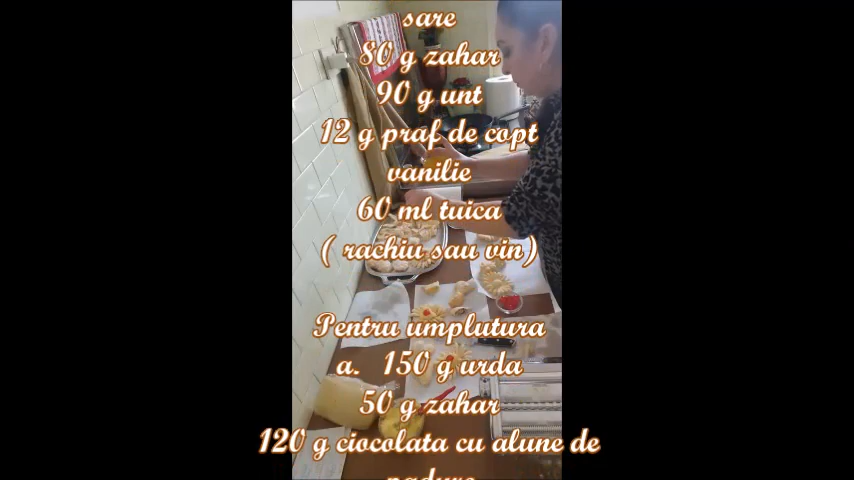 sare
80 g zahar
90 g unt
12 g praf de copt
vanilie
60 ml tuica
( rachiu sau vin)
Pentru umplutura
a. 150 g urda
50 g zahar
120 g ciocolata cu alune de
padure